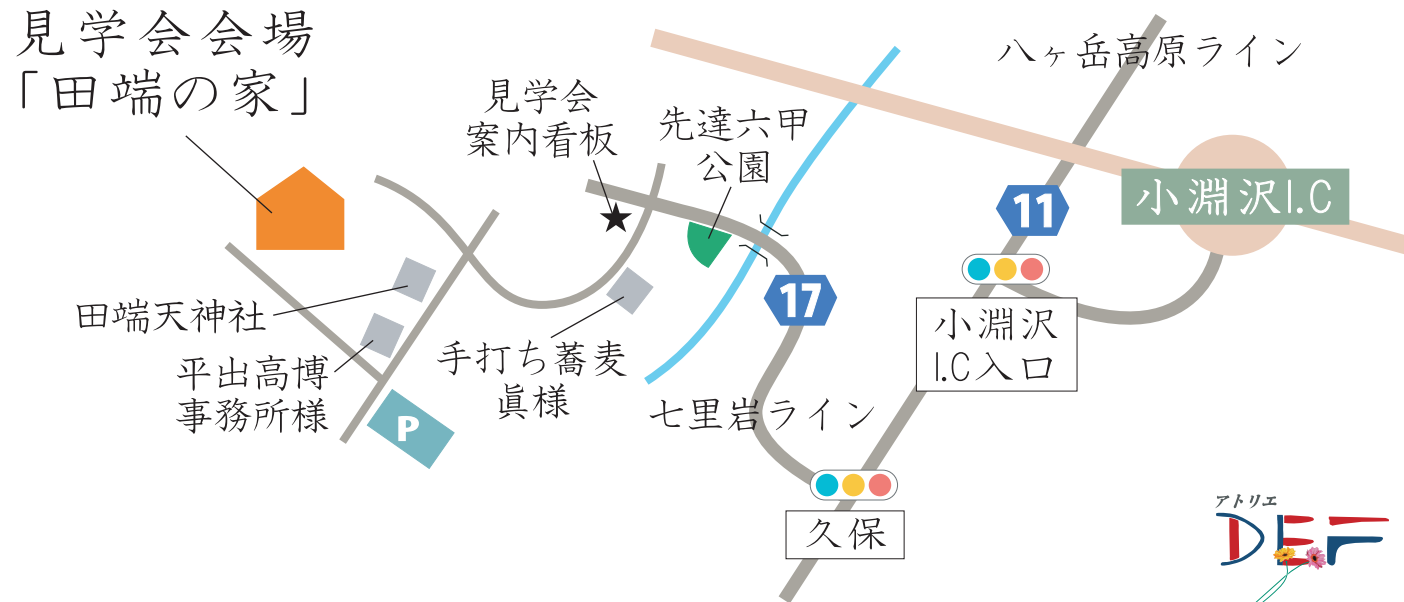 見学会会場
「田端の家」
見学会
案内看板
先達六甲
公園
八ヶ岳高原ライン
小淵沢I.C
11
17
小淵沢
I.C入口
田端天神社
平出高博
事務所様
手打ち蕎麦
眞様
P
七里岩ライン
久保
アトリエ
DEF